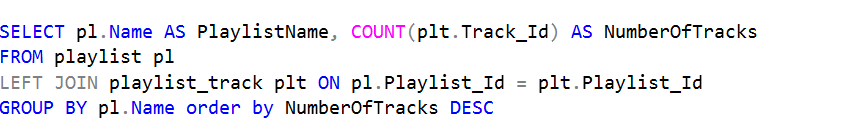 SELECT pl.Name AS PlaylistName, COUNT(plt.Track_Id) AS NumberOfTracks
FROM playlist pl
LEFT JOIN playlist_track plt ON pl.Playlist_Id = plt.Playlist_Id
GROUP BY pl.Name order by NumberOfTracks DESC